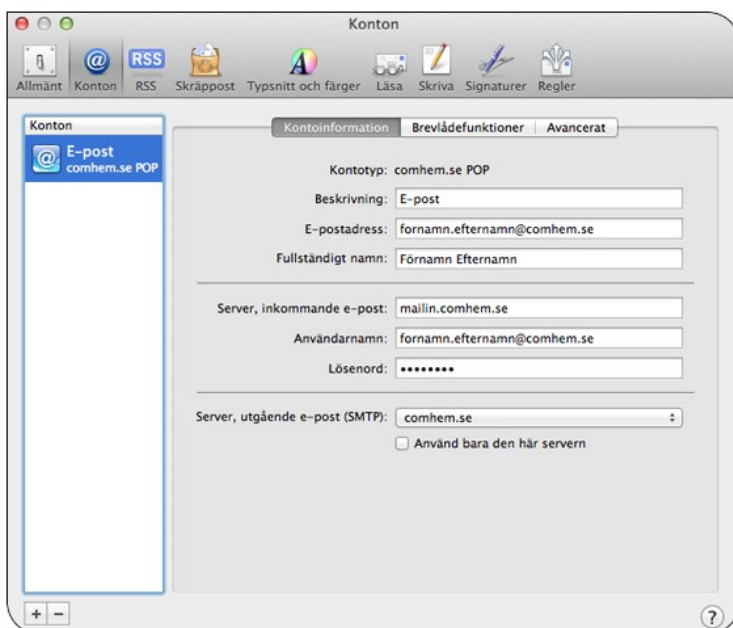 Konton
RSS
Allmänt Konton RSS Skräppost Typsnitt och färger Läsa Skriva Signaturer Regler
Konton
E-post
comhem.se POP
Kontoinformation Brevlådefunktioner Avancerat
Kontotyp: comhem.se POP
Beskrivning: E-post
E-postadress: fornamn.efternamn@comhem.se
Fullständigt namn: Förnamn Efternamn
Server, inkommande e-post: mailin.comhem.se
Användarnamn: fornamn.efternamn@comhem.se
Lösenord: ••••••••
Server, utgående e-post (SMTP): comhem.se
Använd bara den här servern
+ − ?